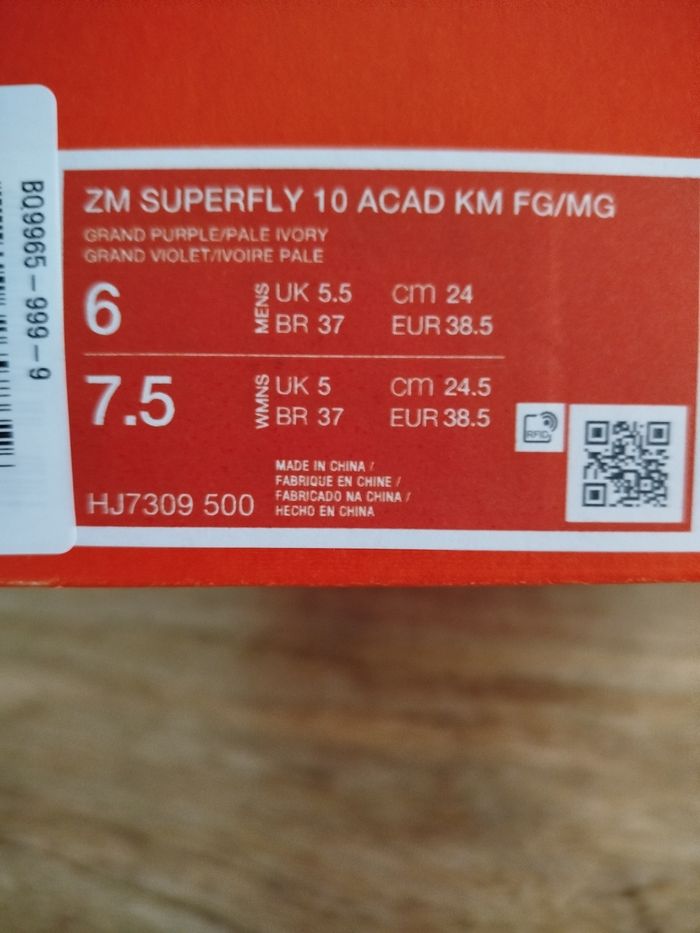 BQ9965-999-9
ZM SUPERFLY 10 ACAD KM FG/MG
GRAND PURPLE/PALE IVORY
GRAND VIOLET/IVOIRE PALE
6 MENS UK 5.5 cm 24
BR 37 EUR 38.5
7.5 WMNS UK 5 cm 24.5
BR 37 EUR 38.5
RFID
MADE IN CHINA /
FABRIQUE EN CHINE /
FABRICADO NA CHINA /
HECHO EN CHINA
HJ7309 500